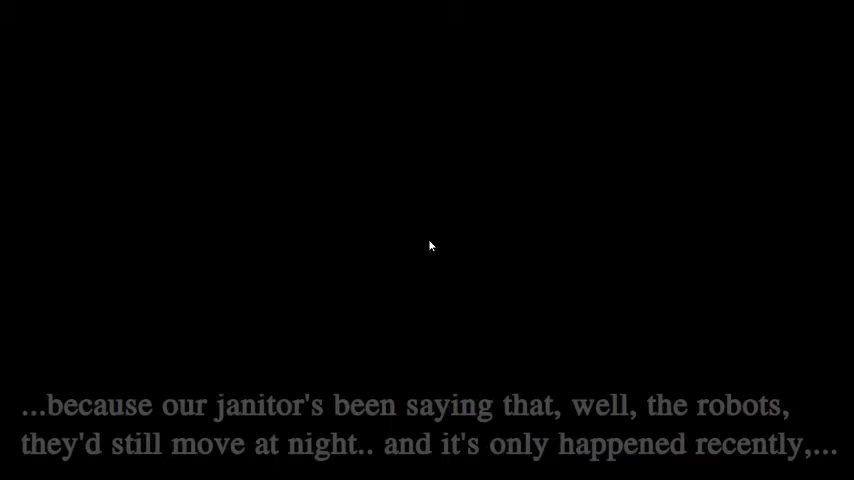 ...because our janitor's been saying that, well, the robots,
they'd still move at night.. and it's only happened recently,...